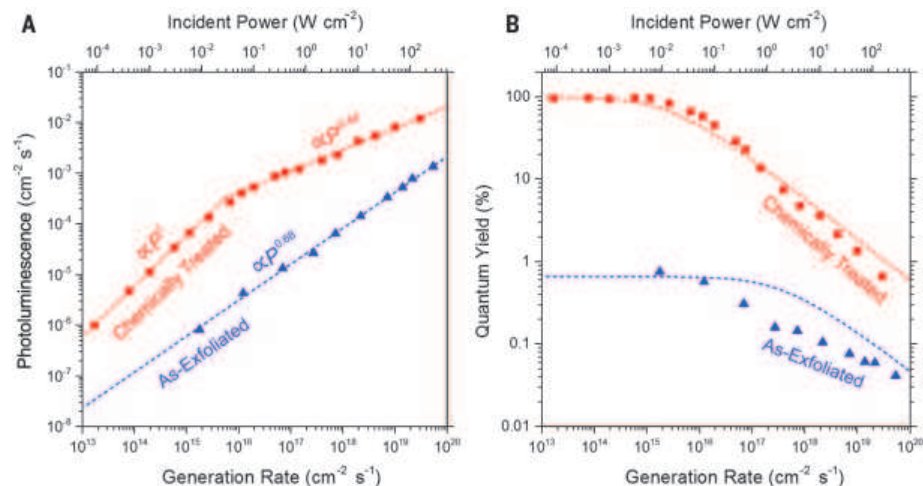 A
Incident Power (W cm⁻²)
10⁻⁴ 10⁻³ 10⁻² 10⁻¹ 10⁰ 10¹ 10²
Photoluminescence (cm⁻² s⁻¹)
10⁻¹
10⁻²
10⁻³
10⁻⁴
10⁻⁵
10⁻⁶
10⁻⁷
10⁻⁸
∝P¹
Chemically Treated
∝P
∝P⁰·⁶⁸
As-Exfoliated
10¹³ 10¹⁴ 10¹⁵ 10¹⁶ 10¹⁷ 10¹⁸ 10¹⁹ 10²⁰
Generation Rate (cm⁻² s⁻¹)
B
Incident Power (W cm⁻²)
10⁻⁴ 10⁻³ 10⁻² 10⁻¹ 10⁰ 10¹ 10²
Quantum Yield (%)
100
10
1
0.1
0.01
Chemically Treated
As-Exfoliated
10¹³ 10¹⁴ 10¹⁵ 10¹⁶ 10¹⁷ 10¹⁸ 10¹⁹ 10²⁰
Generation Rate (cm⁻² s⁻¹)